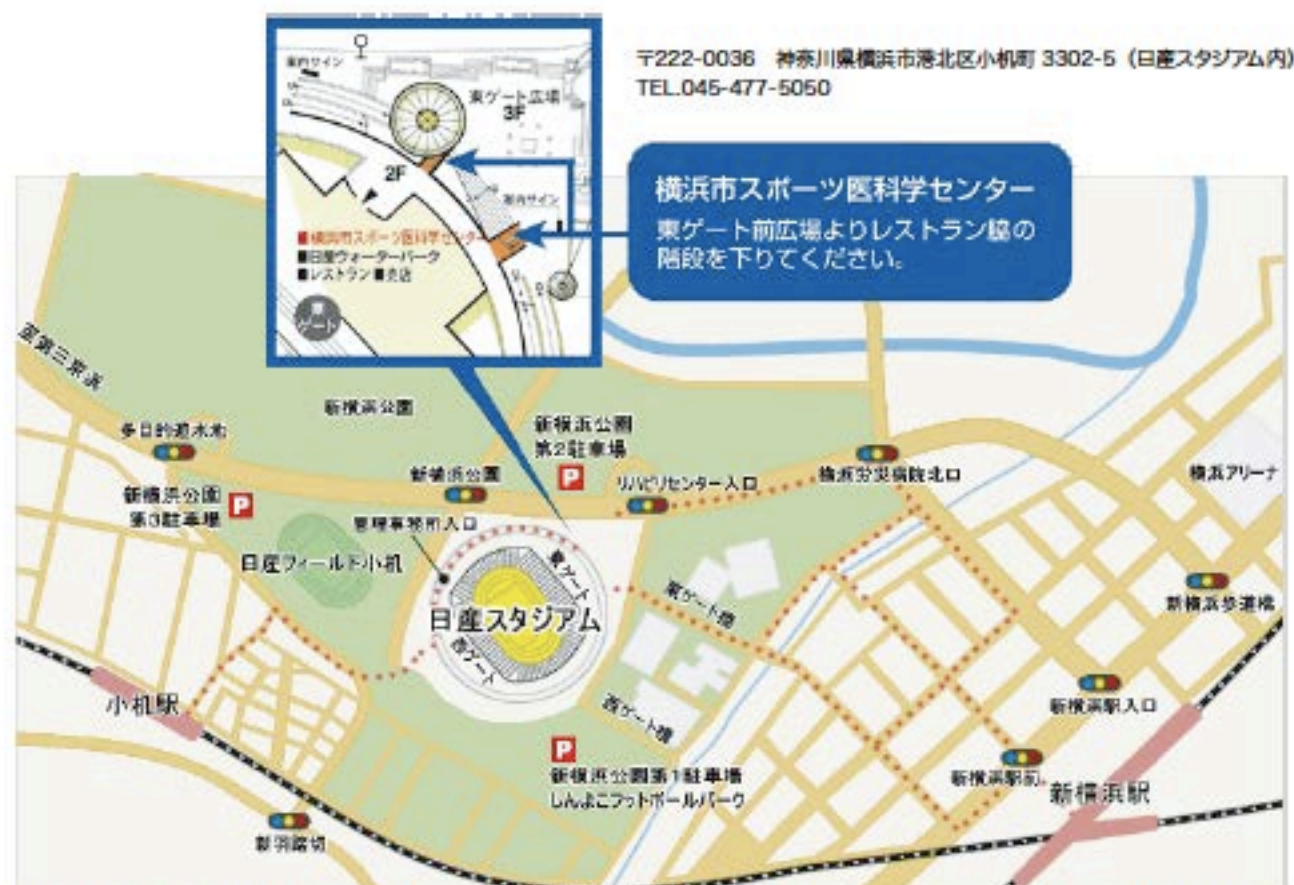 〒222-0036 神奈川県横浜市港北区小机町 3302-5（日産スタジアム内）
TEL.045-477-5050
横浜市スポーツ医科学センター
東ゲート前広場よりレストラン脇の
階段を下りてください。
案内サイン
東ゲート広場
3F
2F
案内サイン
■横浜市スポーツ医科学センター
■日産ウォーターパーク
■レストラン ■売店
東
ゲート
至第三京浜
新横浜公園
多目的遊水地
新横浜公園
第2駐車場
P
新横浜公園
リハビリセンター入口
横浜労災病院北口
横浜アリーナ
新横浜公園
第3駐車場
P
管理事務所入口
日産フィールド小机
東ゲート
日産スタジアム
西ゲート
東ゲート橋
新横浜歩道橋
小机駅
西ゲート橋
新横浜駅入口
P
新横浜公園第1駐車場
しんよこフットボールパーク
新横浜駅前
新横浜駅
新羽踏切